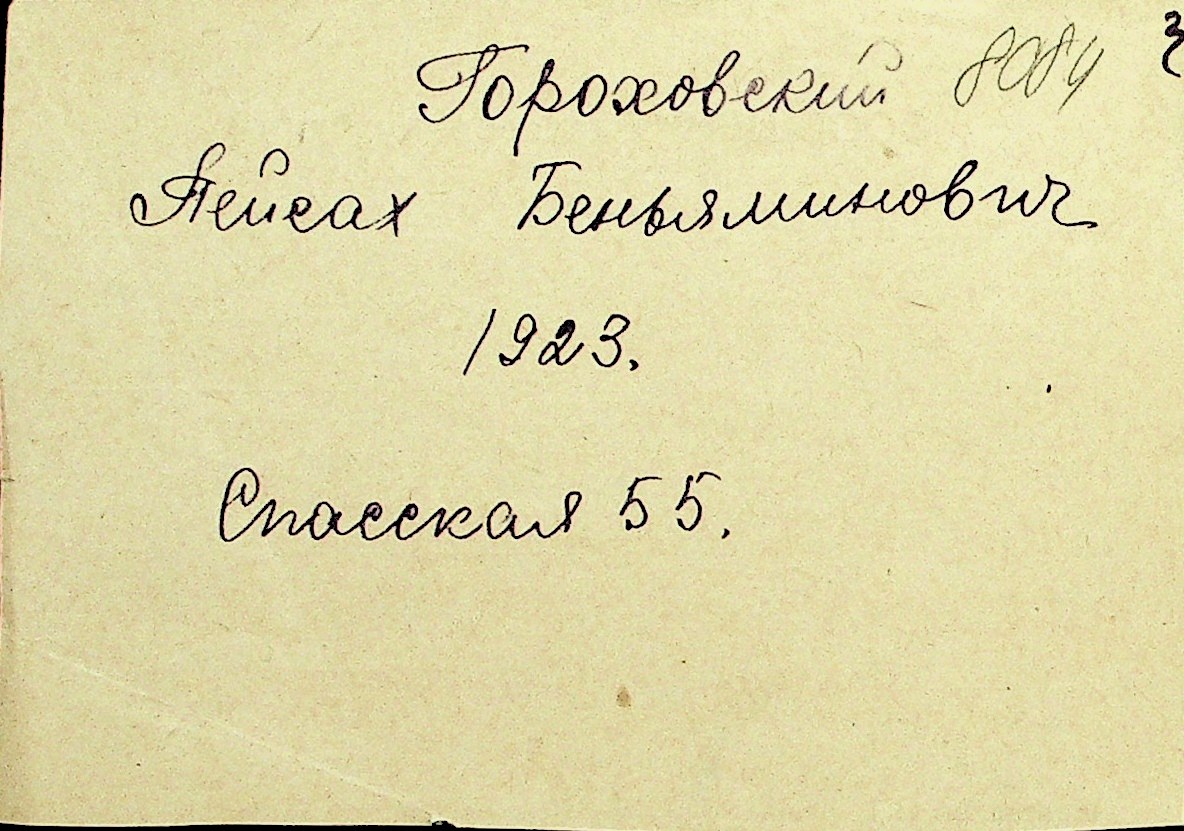 Гороховский 8084
Пейсах Беньяминович
1923.
Спасская 55.